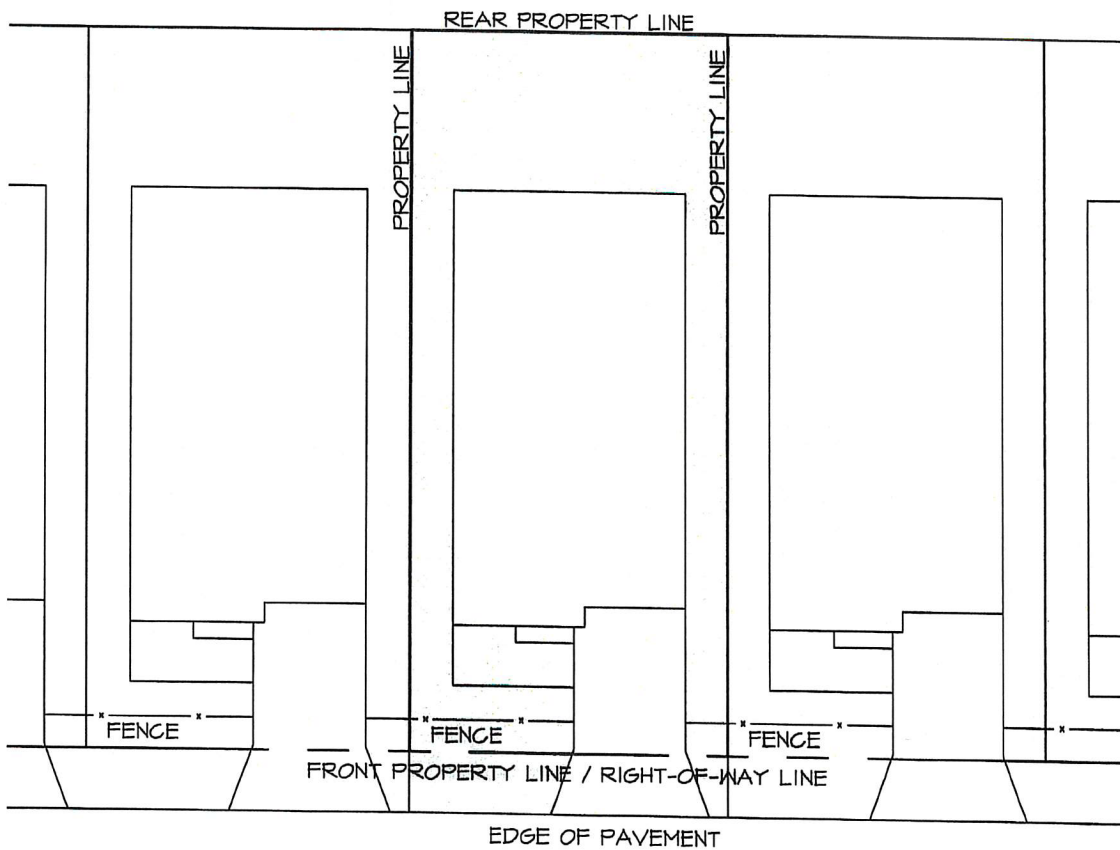 REAR PROPERTY LINE
PROPERTY LINE
PROPERTY LINE
FENCE
FENCE
FENCE
FRONT PROPERTY LINE / RIGHT-OF-WAY LINE
EDGE OF PAVEMENT